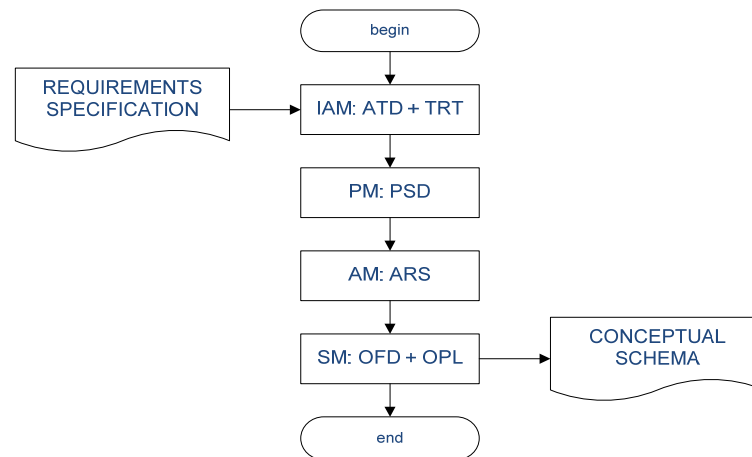 begin
REQUIREMENTS
SPECIFICATION
IAM: ATD + TRT
PM: PSD
AM: ARS
SM: OFD + OPL
CONCEPTUAL
SCHEMA
end